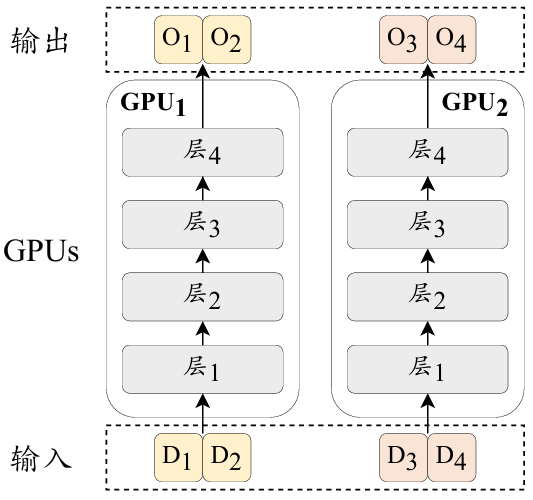 输出 O1 O2 O3 O4
GPU1 GPU2
层4 层4
层3 层3
GPUs
层2 层2
层1 层1
输入 D1 D2 D3 D4